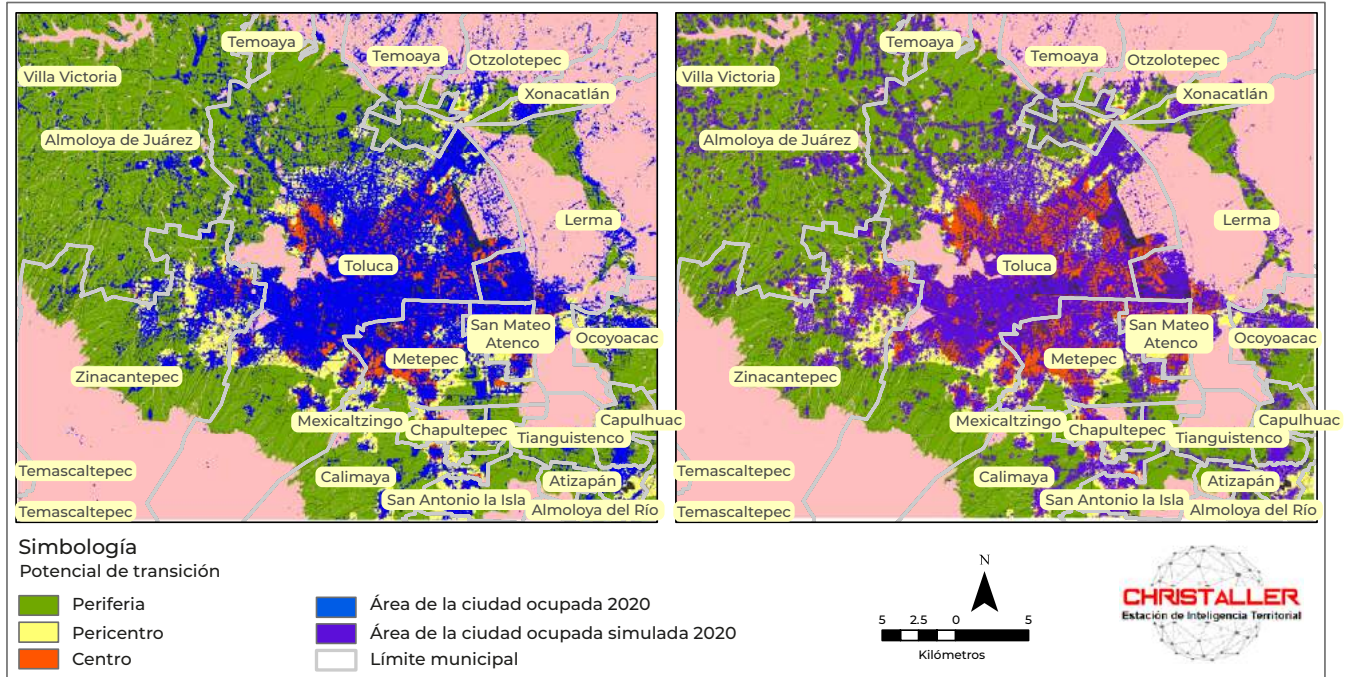 Temoaya
Temoaya
Otzolotepec
Villa Victoria
Xonacatlán
Almoloya de Juárez
Lerma
Toluca
San Mateo
Atenco
Ocoyoacac
Metepec
Zinacantepec
Mexicaltzingo
Chapultepec
Capulhuac
Tianguistenco
Temascaltepec
Calimaya
Atizapán
San Antonio la Isla
Temascaltepec
Almoloya del Río
Temoaya
Temoaya
Otzolotepec
Villa Victoria
Xonacatlán
Almoloya de Juárez
Lerma
Toluca
San Mateo
Atenco
Ocoyoacac
Metepec
Zinacantepec
Mexicaltzingo
Chapultepec
Capulhuac
Tianguistenco
Temascaltepec
Calimaya
Atizapán
San Antonio la Isla
Temascaltepec
Almoloya del Río
Simbología
Potencial de transición
Periferia
Pericentro
Centro
Área de la ciudad ocupada 2020
Área de la ciudad ocupada simulada 2020
Límite municipal
N
5 2.5 0 5
Kilómetros
CHRISTALLER
Estación de Inteligencia Territorial